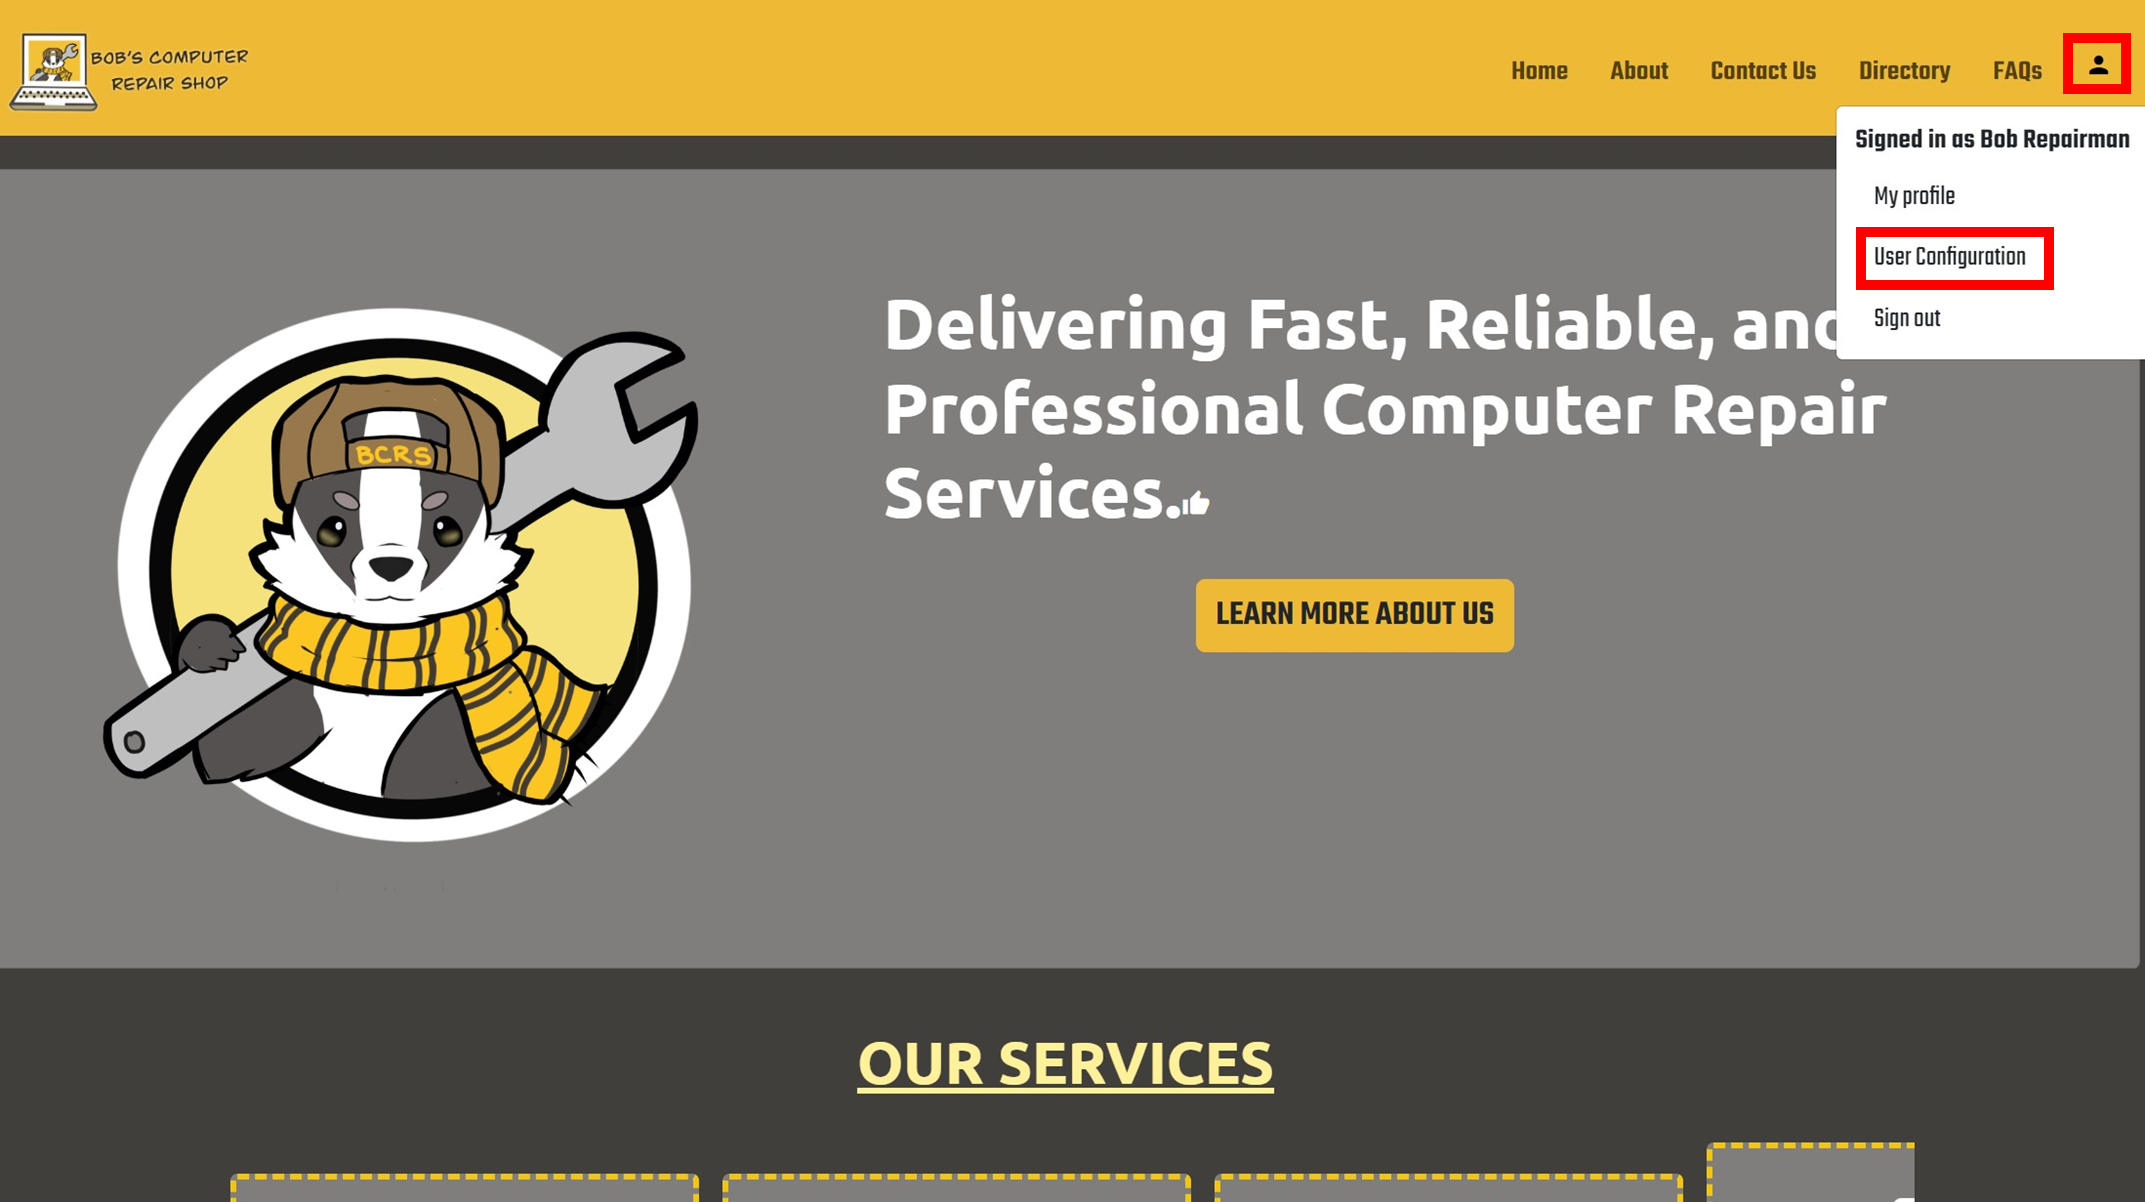 BOB'S COMPUTER
REPAIR SHOP
Home About Contact Us Directory FAQs
Signed in as Bob Repairman
My profile
User Configuration
Sign out
Delivering Fast, Reliable, and
Professional Computer Repair
Services.
BCRS
LEARN MORE ABOUT US
OUR SERVICES